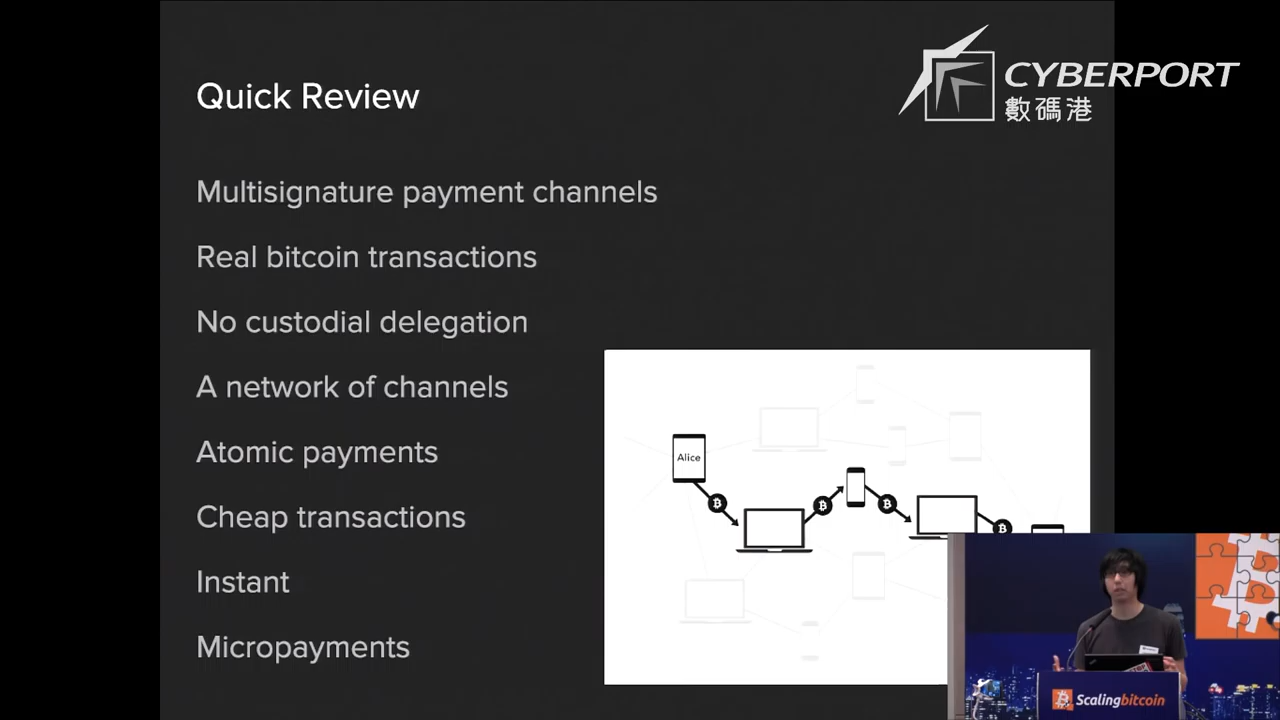 Quick Review
CYBERPORT
數碼港
Multisignature payment channels
Real bitcoin transactions
No custodial delegation
A network of channels
Atomic payments
Cheap transactions
Instant
Micropayments
Alice
Scalingbitcoin